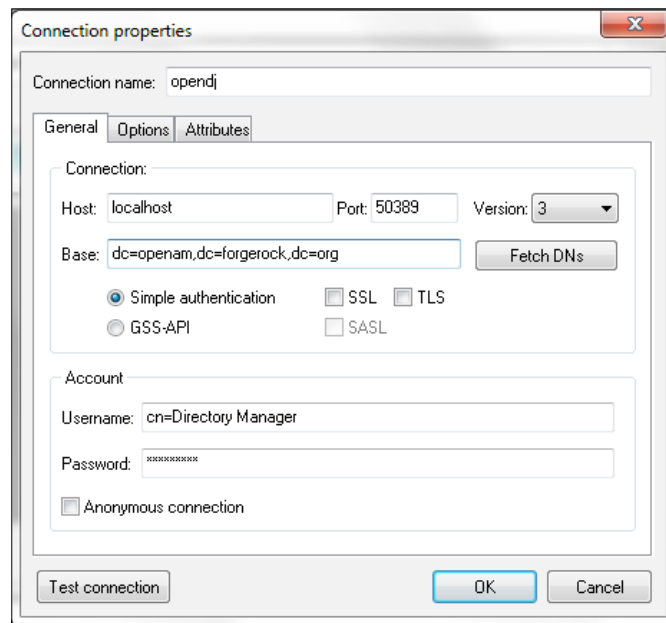 Connection properties
Connection name: opendj
General Options Attributes
Connection:
Host: localhost Port: 50389 Version: 3
Base: dc=openam,dc=forgerock,dc=org Fetch DNs
Simple authentication SSL TLS
GSS-API SASL
Account
Username: cn=Directory Manager
Password: *********
Anonymous connection
Test connection OK Cancel